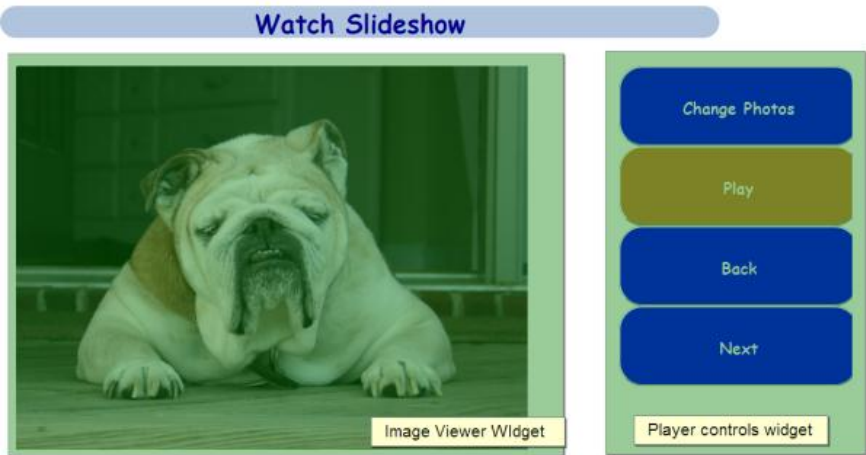 Watch Slideshow
Change Photos
Play
Back
Next
Image Viewer WIdget
Player controls widget